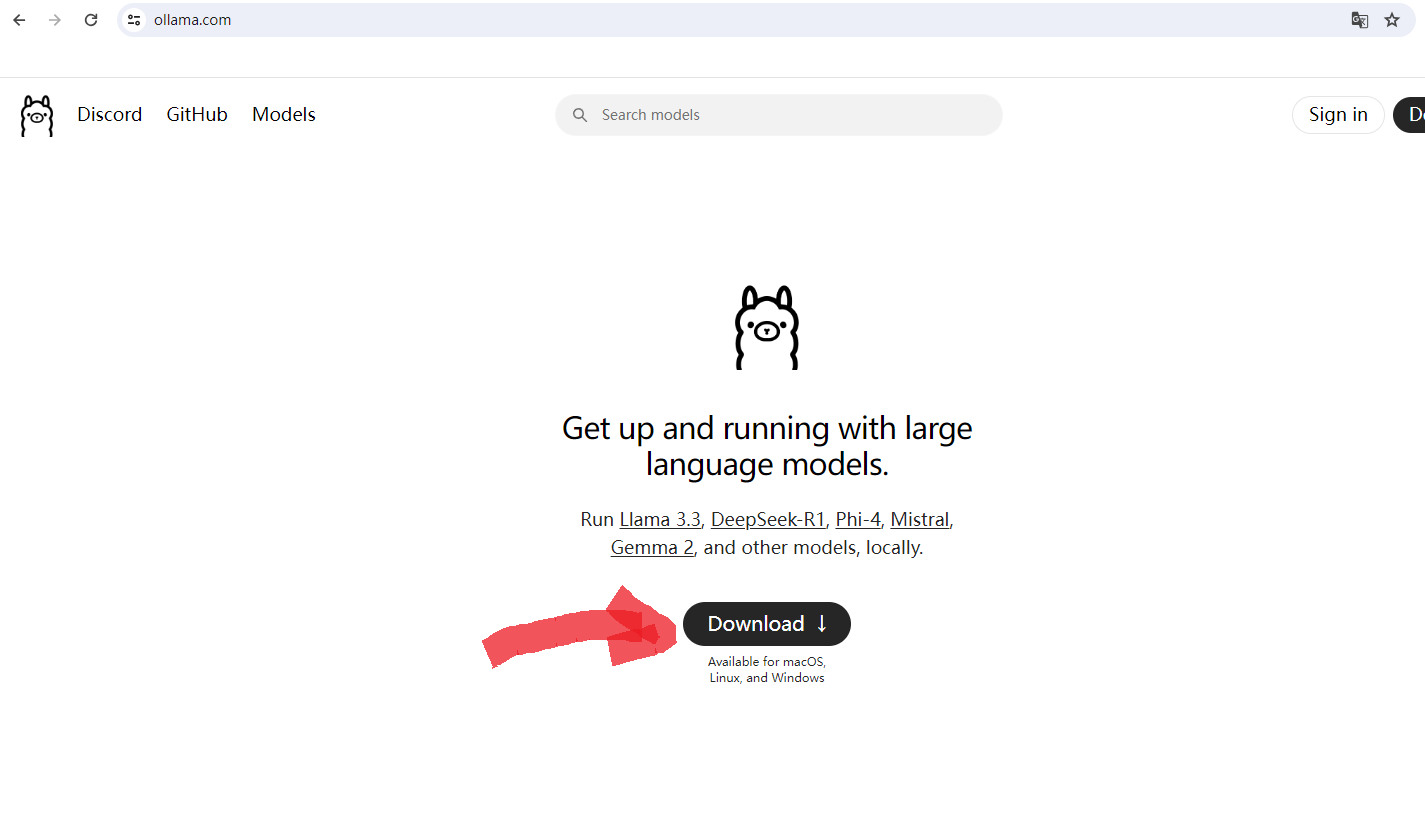 ollama.com
Discord GitHub Models Search models Sign in
Get up and running with large
language models.
Run Llama 3.3, DeepSeek-R1, Phi-4, Mistral,
Gemma 2, and other models, locally.
Download ↓
Available for macOS,
Linux, and Windows